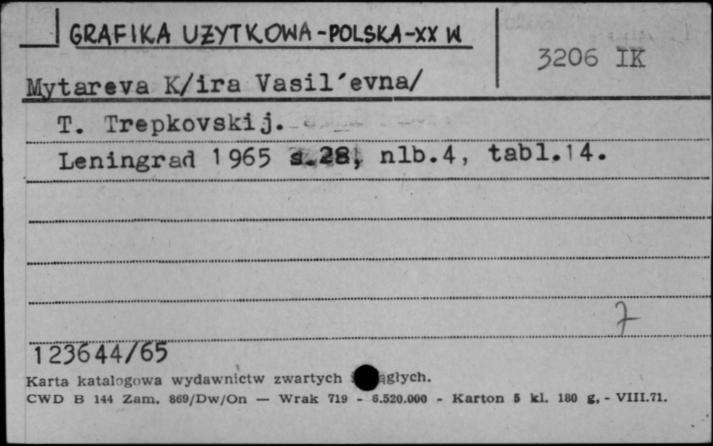 GRAFIKA UŻYTKOWA-POLSKA-XX W
3206 IK
Mytareva K/ira Vasil´evna/
T. Trepkovskij.
Leningrad 1965 s.28, nlb.4, tabl.14.
7
123644/65
Karta katalogowa wydawnictw zwartych
CWD B 144 Zam. 869/Dw/On — Wrak 719 - 6.520.000 - Karton 5 kl. 180 g, - VIII.71.